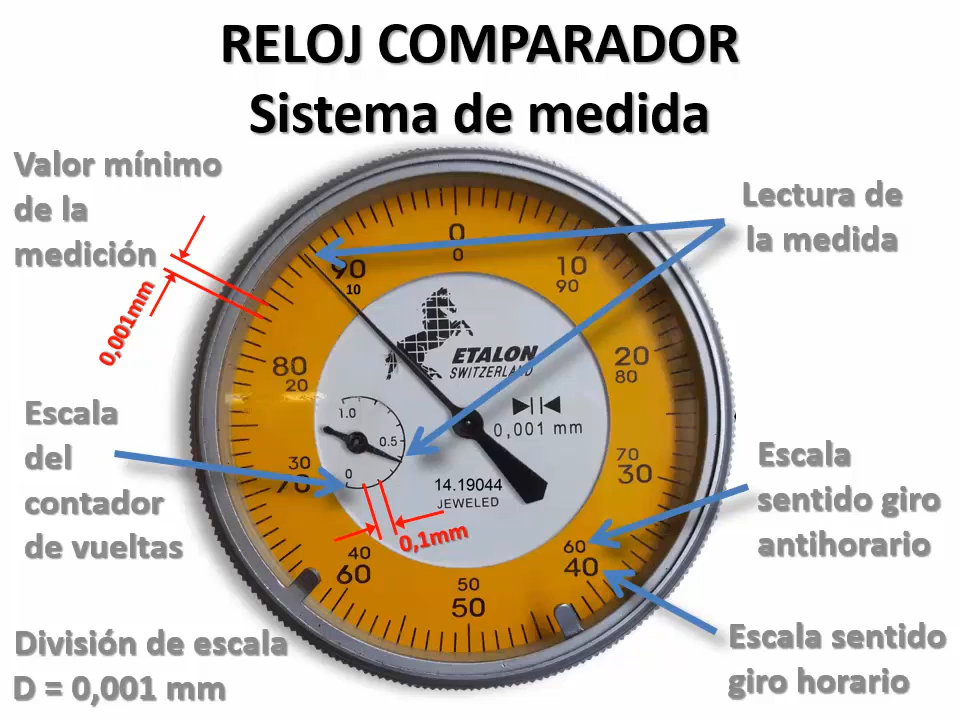 RELOJ COMPARADOR
Sistema de medida
Valor mínimo
de la
medición
0,001mm
Lectura de
la medida
0
0
10
90
20
80
70
30
60
40
50
50
40
60
30
70
80
20
90
10
ETALON
SWITZERLAND
0,001 mm
1.0
0.5
0
14.19044
JEWELED
0,1mm
Escala
del
contador
de vueltas
Escala
sentido giro
antihorario
Escala sentido
giro horario
División de escala
D = 0,001 mm